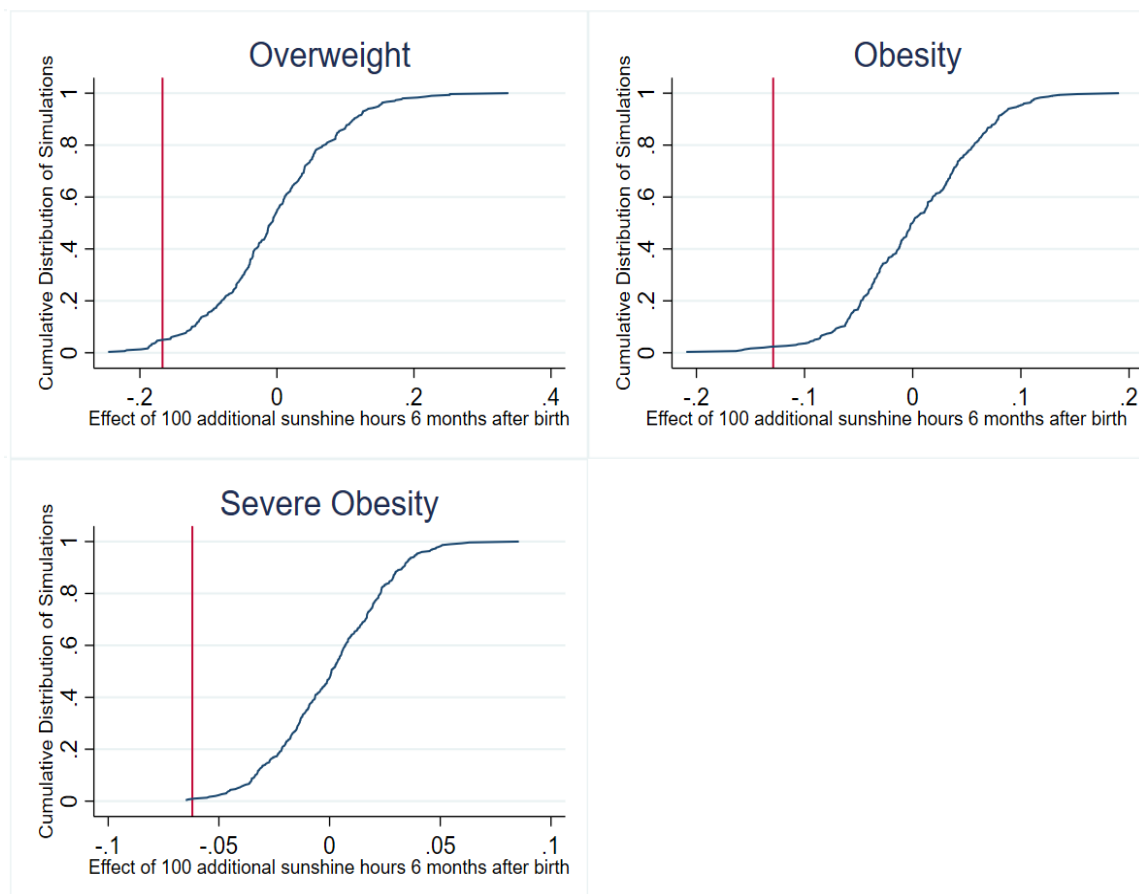 Overweight
Cumulative Distribution of Simulations
0 .2 .4 .6 .8 1
-.2 0 .2 .4
Effect of 100 additional sunshine hours 6 months after birth
Obesity
Cumulative Distribution of Simulations
0 .2 .4 .6 .8 1
-.2 -.1 0 .1 .2
Effect of 100 additional sunshine hours 6 months after birth
Severe Obesity
Cumulative Distribution of Simulations
0 .2 .4 .6 .8 1
-.1 -.05 0 .05 .1
Effect of 100 additional sunshine hours 6 months after birth